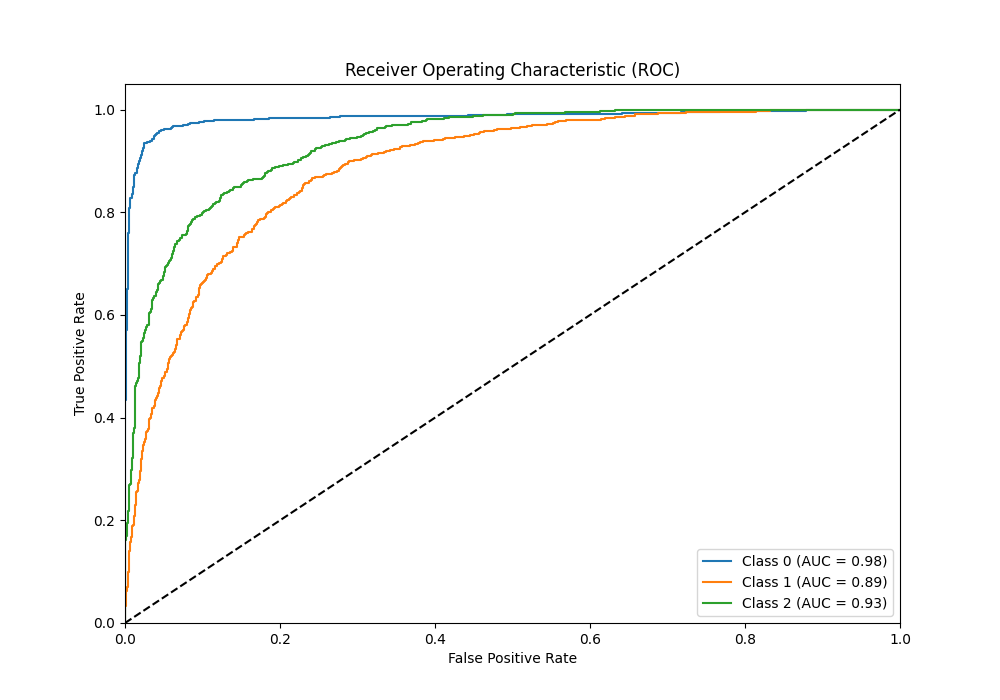 Receiver Operating Characteristic (ROC)
True Positive Rate
1.0
0.8
0.6
0.4
0.2
0.0
Class 0 (AUC = 0.98)
Class 1 (AUC = 0.89)
Class 2 (AUC = 0.93)
0.0 0.2 0.4 0.6 0.8 1.0
False Positive Rate